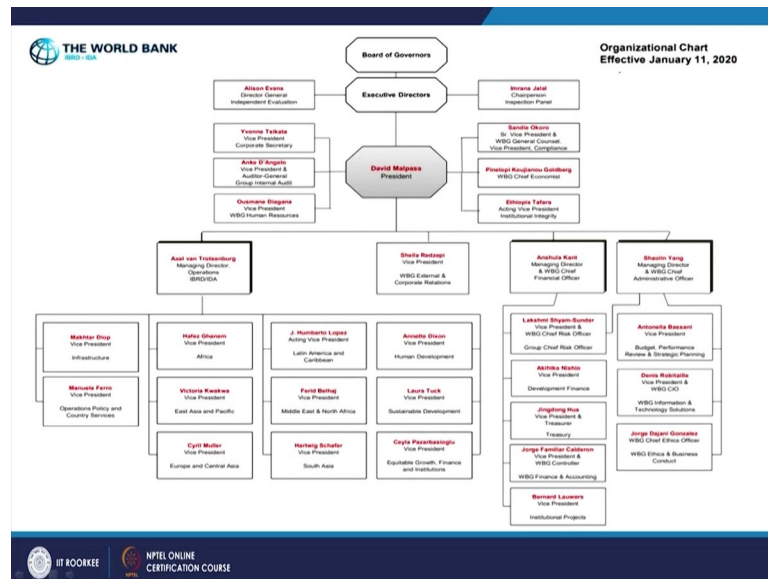 THE WORLD BANK
IBRD • IDA
Organizational Chart
Effective January 11, 2020
Board of Governors
Executive Directors
Alison Evans
Director General
Independent Evaluation
Imrana Jalal
Chairperson
Inspection Panel
Yvonne Tsikata
Vice President
Corporate Secretary
Anke D'Angelo
Vice President &
Auditor-General
Group Internal Audit
Ousmane Diagana
Vice President
WBG Human Resources
David Malpass
President
Sandie Okoro
Sr. Vice President &
WBG General Counsel,
Vice President, Compliance
Pinelopi Koujianou Goldberg
WBG Chief Economist
Ethiopis Tafara
Acting Vice President
Institutional Integrity
Axel van Trotsenburg
Managing Director,
Operations
IBRD/IDA
Sheila Redzepi
Vice President
WBG External &
Corporate Relations
Anshula Kant
Managing Director
& WBG Chief
Financial Officer
Shaolin Yang
Managing Director
& WBG Chief
Administrative Officer
Makhtar Diop
Vice President
Infrastructure
Manuela Ferro
Vice President
Operations Policy and
Country Services
Hafez Ghanem
Vice President
Africa
Victoria Kwakwa
Vice President
East Asia and Pacific
Cyril Muller
Vice President
Europe and Central Asia
J. Humberto Lopez
Acting Vice President
Latin America and
Caribbean
Ferid Belhaj
Vice President
Middle East & North Africa
Hartwig Schafer
Vice President
South Asia
Annette Dixon
Vice President
Human Development
Laura Tuck
Vice President
Sustainable Development
Ceyla Pazarbasioglu
Vice President
Equitable Growth, Finance
and Institutions
Lakshmi Shyam-Sunder
Vice President &
WBG Chief Risk Officer
Group Chief Risk Officer
Akihiko Nishio
Vice President
Development Finance
Jingdong Hua
Vice President &
Treasurer
Treasury
Jorge Familiar Calderon
Vice President &
WBG Controller
WBG Finance & Accounting
Bernard Lauwers
Vice President
Institutional Projects
Antonella Bassani
Vice President
Budget, Performance
Review & Strategic Planning
Denis Robitaille
Vice President &
WBG CIO
WBG Information &
Technology Solutions
Jorge Dajani Gonzalez
WBG Chief Ethics Officer
WBG Ethics & Business
Conduct
IIT ROORKEE
NPTEL
NPTEL ONLINE
CERTIFICATION COURSE